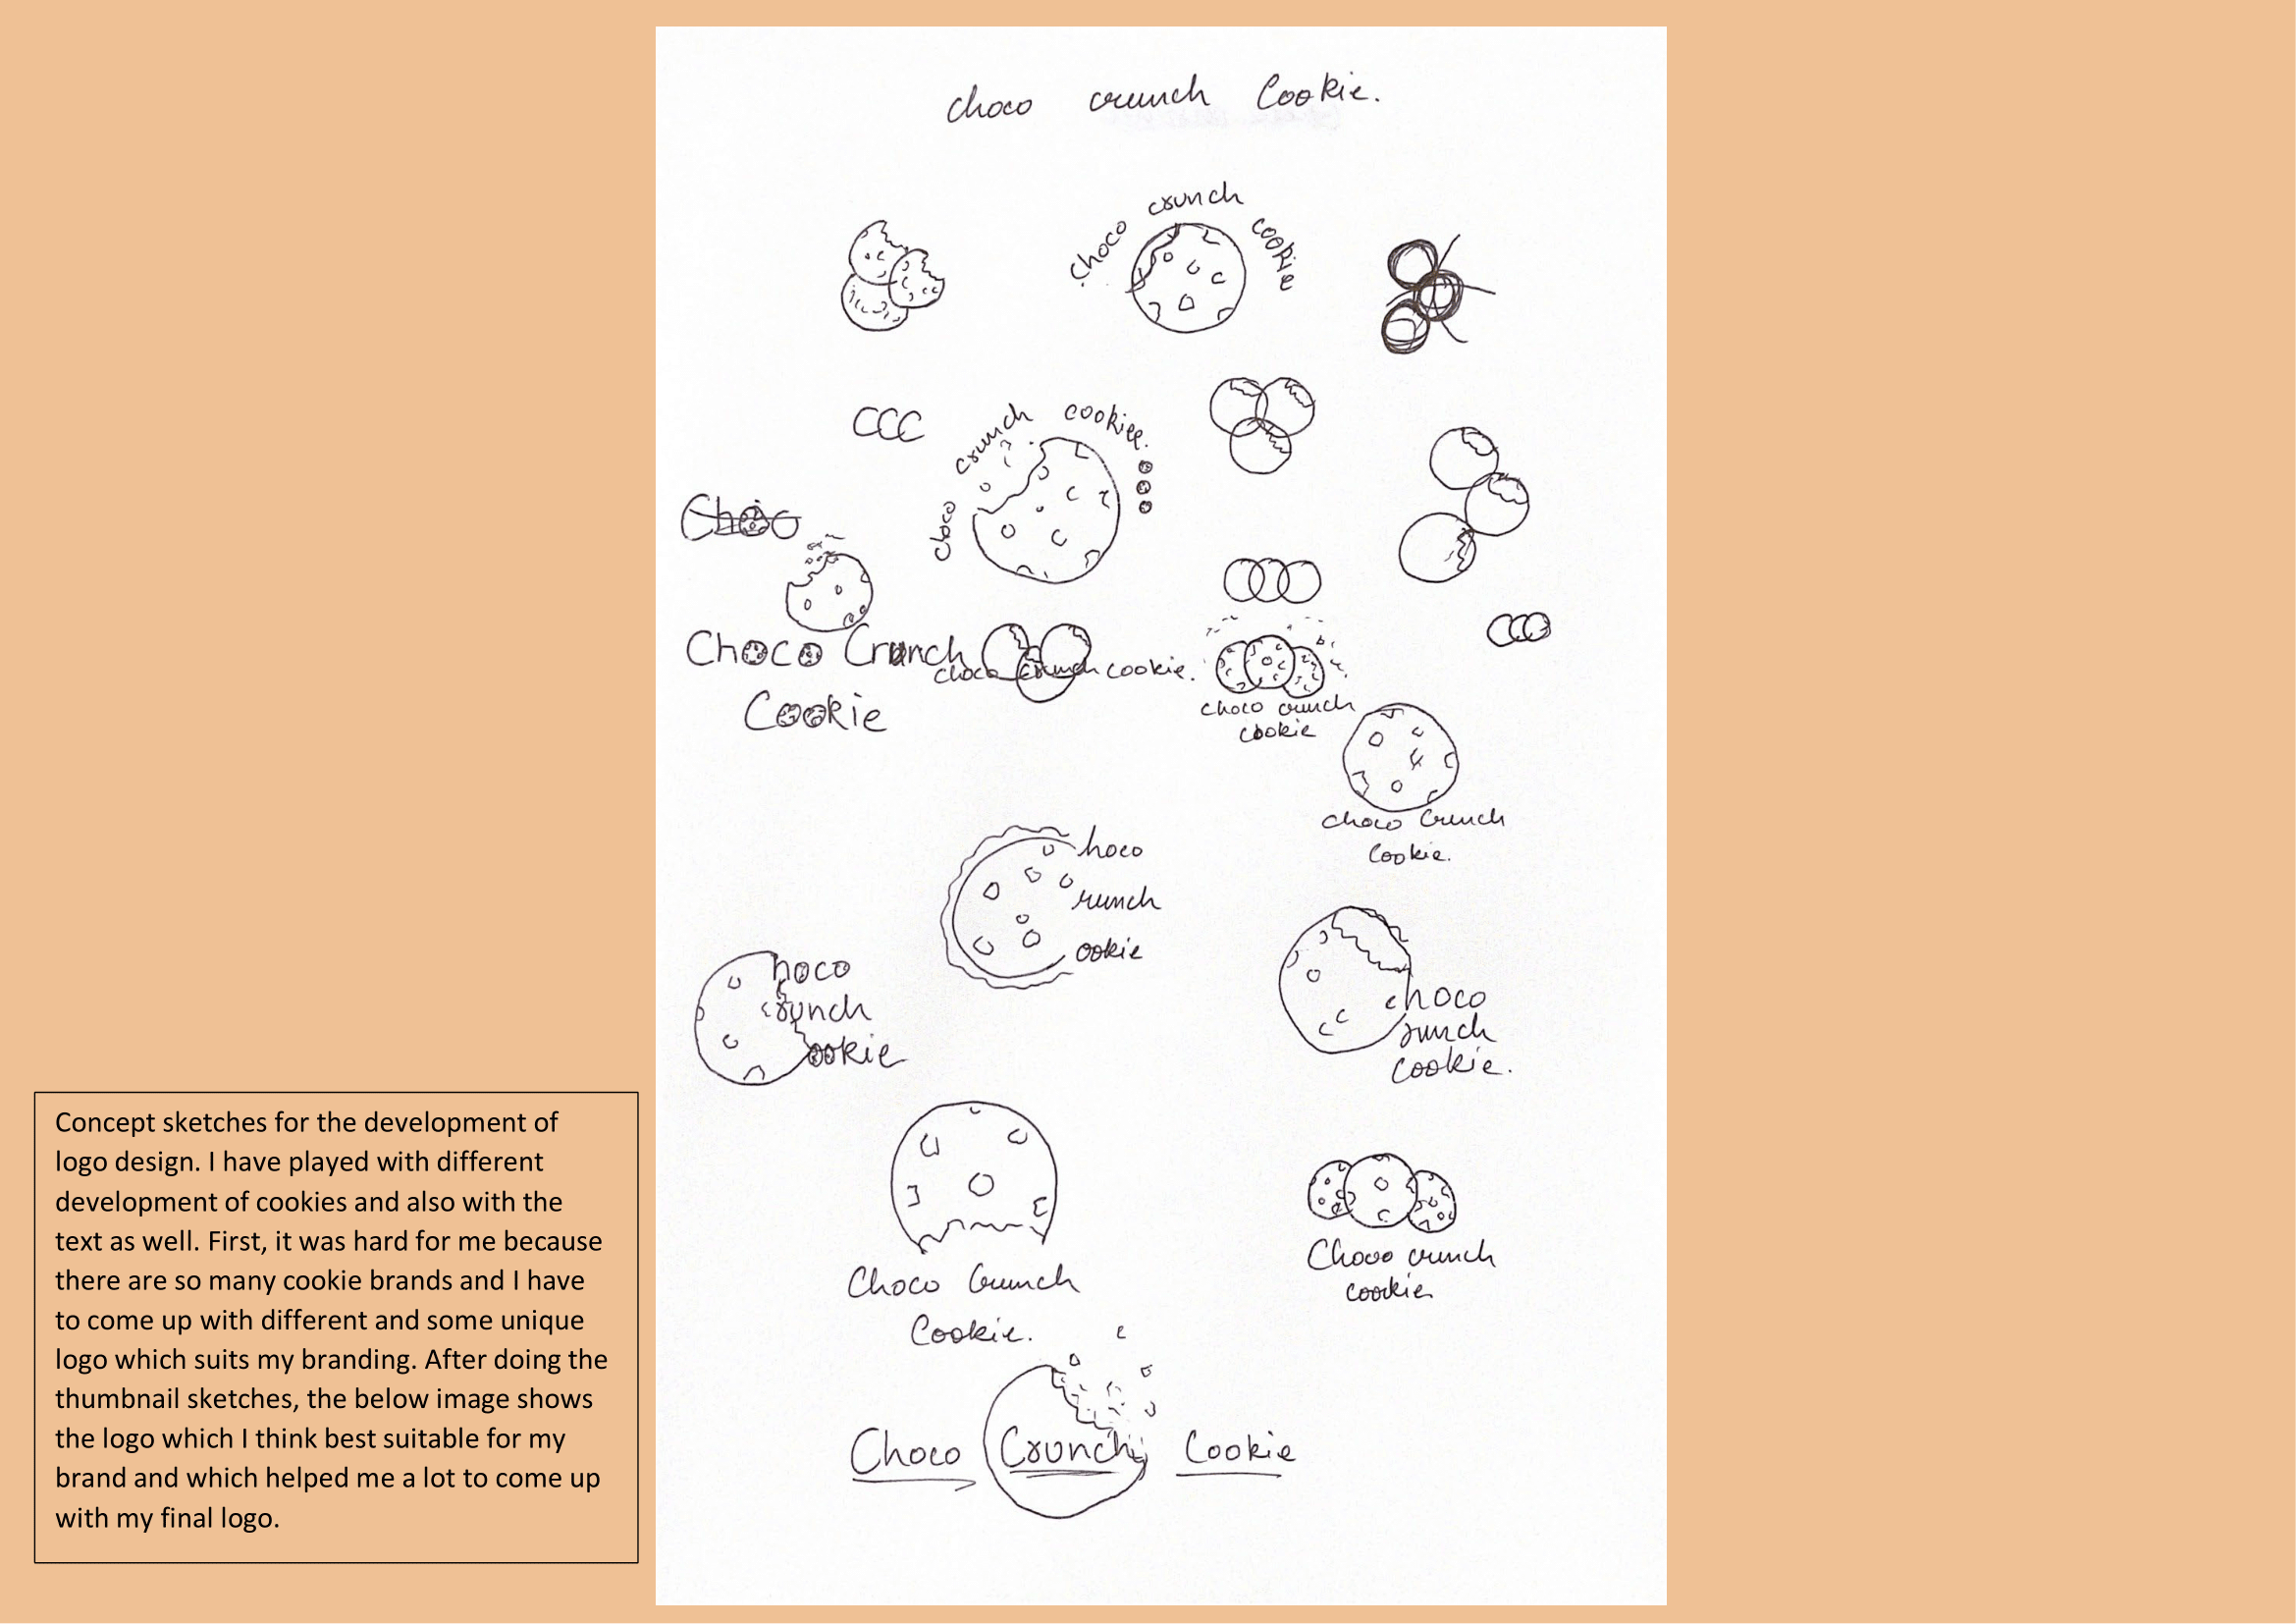 choco crunch Cookie.
choco crunch cookie
CCC
choco crunch cookiee.
Choco
Choco Crunch
Cookie
choco crunch cookie.
choco crunch
cookie
choco Crunch
Cookie.
choco
runch
ookie
hoco
crunch
ookie
choco
runch
cookie.
Choco Crunch
Cookie.
Choco crunch
cookie
Choco Crunch Cookie
Concept sketches for the development of
logo design. I have played with different
development of cookies and also with the
text as well. First, it was hard for me because
there are so many cookie brands and I have
to come up with different and some unique
logo which suits my branding. After doing the
thumbnail sketches, the below image shows
the logo which I think best suitable for my
brand and which helped me a lot to come up
with my final logo.